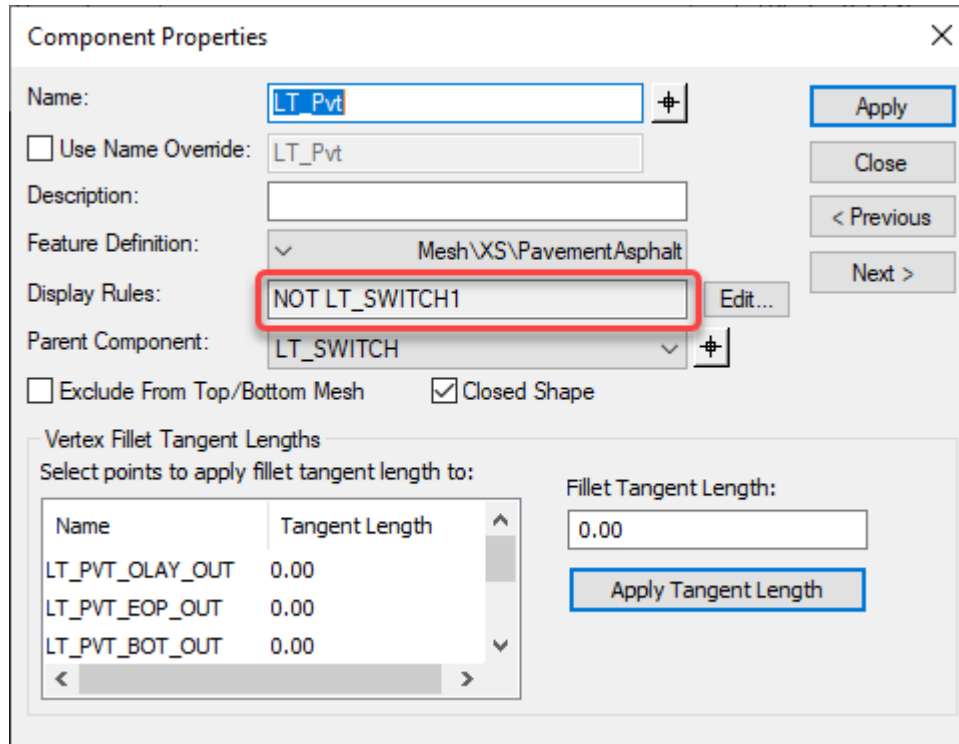 Component Properties
Name:
LT_Pvt
Apply
Use Name Override:
LT_Pvt
Close
Description:
< Previous
Feature Definition:
Mesh\XS\PavementAsphalt
Next >
Display Rules:
NOT LT_SWITCH1
Edit...
Parent Component:
LT_SWITCH
Exclude From Top/Bottom Mesh
Closed Shape
Vertex Fillet Tangent Lengths
Select points to apply fillet tangent length to:
Fillet Tangent Length:
Name Tangent Length
0.00
LT_PVT_OLAY_OUT 0.00
Apply Tangent Length
LT_PVT_EOP_OUT 0.00
LT_PVT_BOT_OUT 0.00